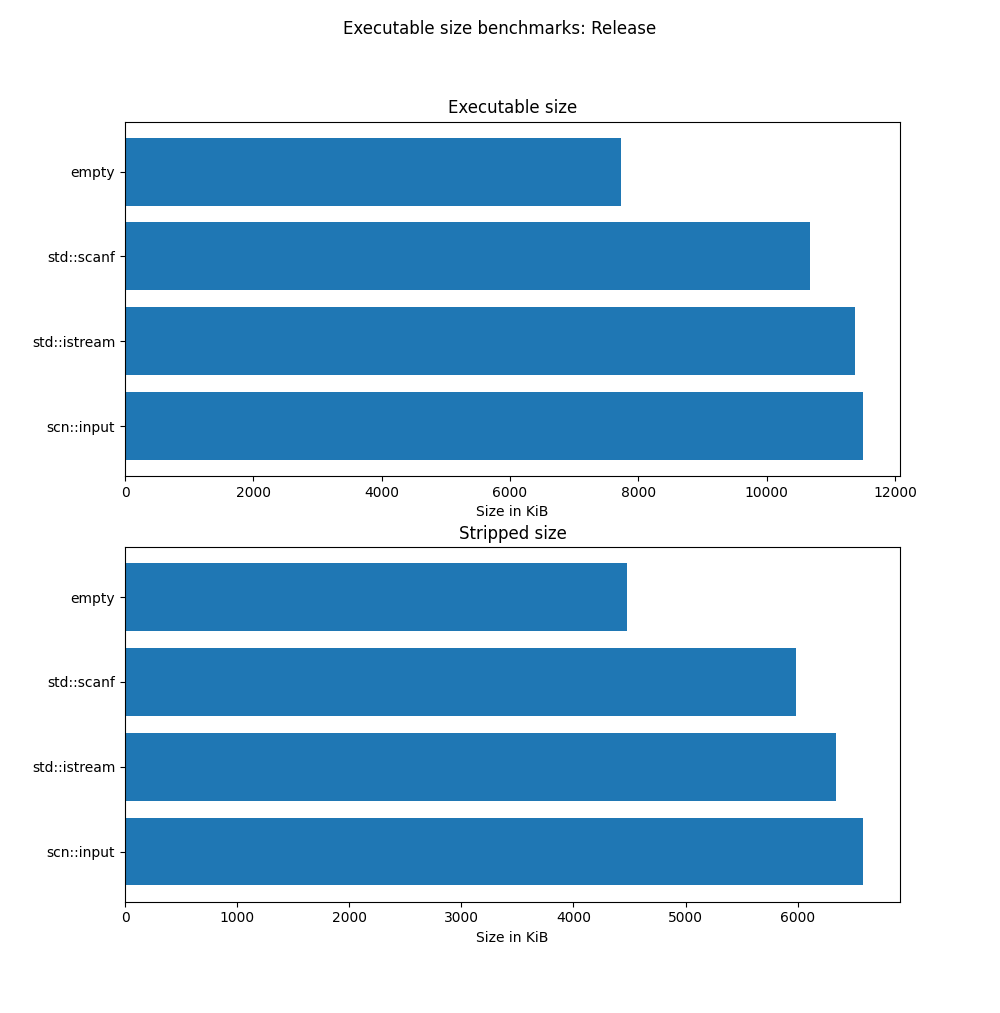 Executable size benchmarks: Release
Executable size
empty
std::scanf
std::istream
scn::input
0 2000 4000 6000 8000 10000 12000
Size in KiB
Stripped size
empty
std::scanf
std::istream
scn::input
0 1000 2000 3000 4000 5000 6000
Size in KiB